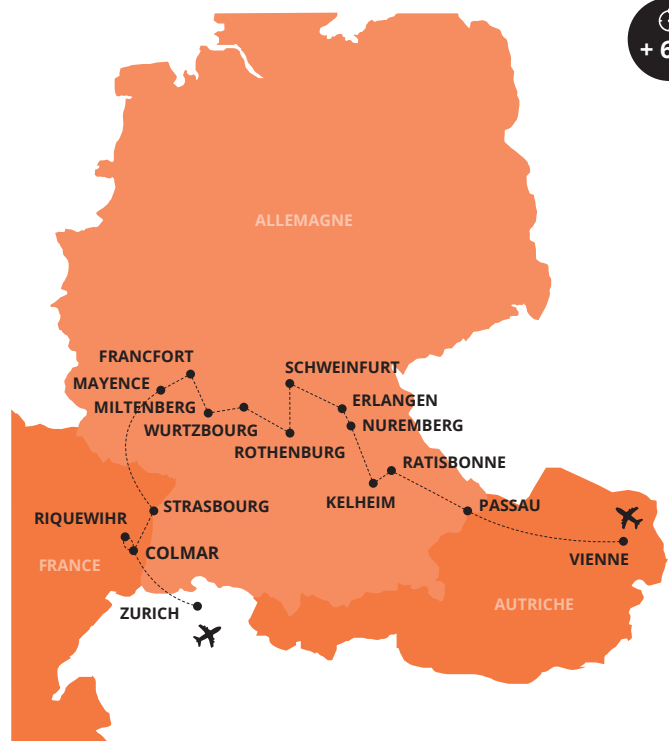 + 6
ALLEMAGNE
FRANCFORT
SCHWEINFURT
MAYENCE
MILTENBERG
ERLANGEN
WURTZBOURG
NUREMBERG
ROTHENBURG
RATISBONNE
KELHEIM
STRASBOURG
PASSAU
RIQUEWIHR
COLMAR
VIENNE
FRANCE
AUTRICHE
ZURICH